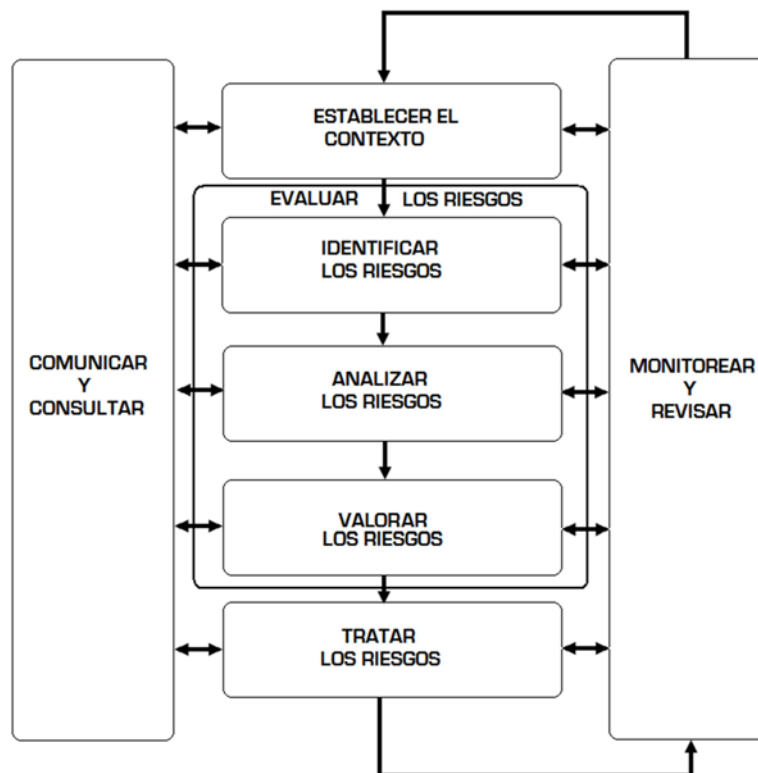 ESTABLECER EL
CONTEXTO
EVALUAR LOS RIESGOS
IDENTIFICAR
LOS RIESGOS
COMUNICAR
Y
CONSULTAR
ANALIZAR
LOS RIESGOS
MONITOREAR
Y
REVISAR
VALORAR
LOS RIESGOS
TRATAR
LOS RIESGOS